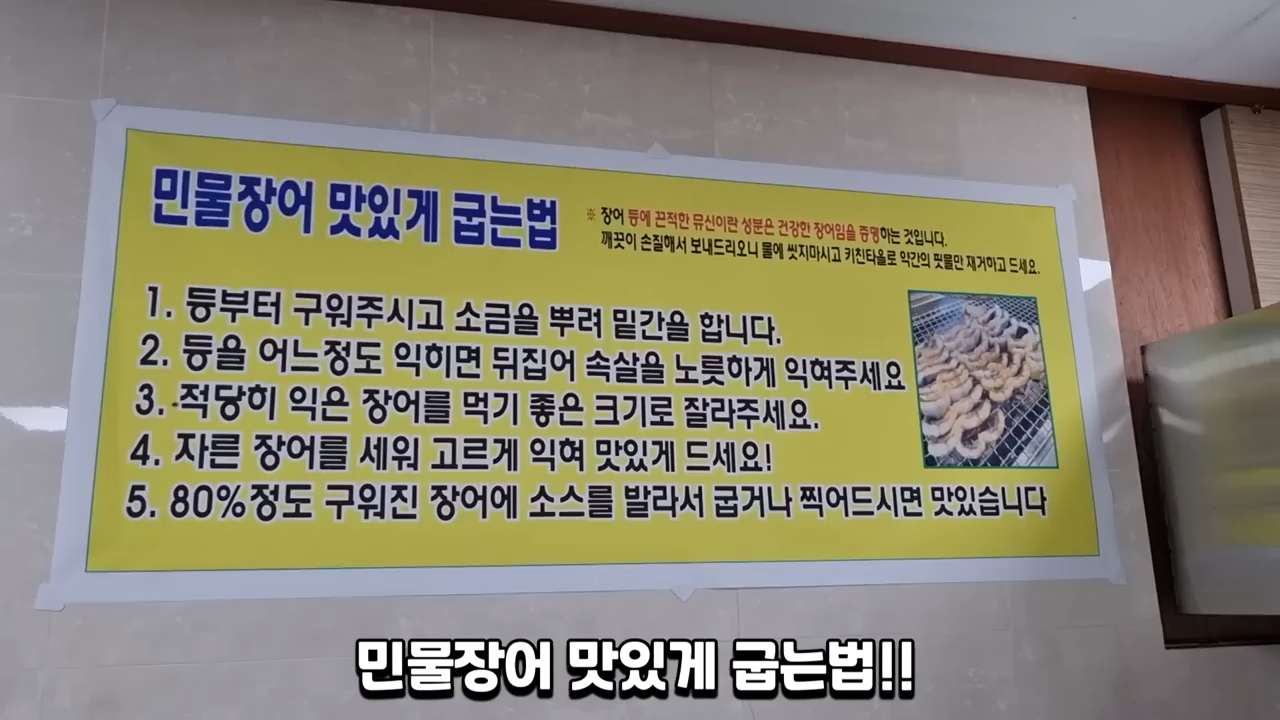 민물장어 맛있게 굽는법
※ 장어 등에 끈적한 뮤신이란 성분은 건강한 장어임을 증명하는 것입니다.
깨끗이 손질해서 보내드리오니 물에 씻지마시고 키친타올로 약간의 핏물만 재거하고 드세요.
1. 등부터 구워주시고 소금을 뿌려 밑간을 합니다.
2. 등을 어느정도 익히면 뒤집어 속살을 노릇하게 익혀주세요
3. 적당히 익은 장어를 먹기 좋은 크기로 잘라주세요.
4. 자른 장어를 세워 고르게 익혀 맛있게 드세요!
5. 80%정도 구워진 장어에 소스를 발라서 굽거나 찍어드시면 맛있습니다
민물장어 맛있게 굽는법!!